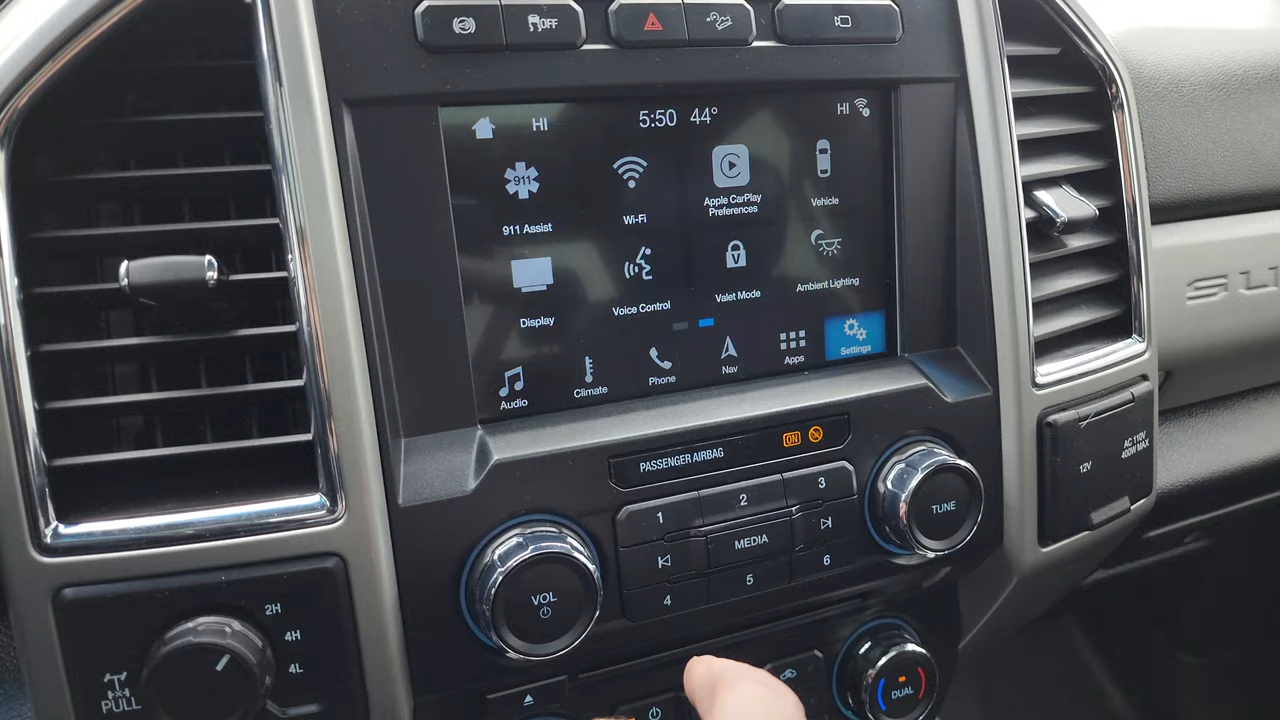 OFF
HI
5:50 44°
HI
911
911 Assist
Wi-Fi
Apple CarPlay
Preferences
Vehicle
Display
Voice Control
V
Valet Mode
Ambient Lighting
Audio
Climate
Phone
Nav
Apps
Settings
PASSENGER AIRBAG
ON
1
2
3
MEDIA
4
5
6
VOL
TUNE
12V
AC 110V
400W MAX
2H
4H
4L
PULL
DUAL